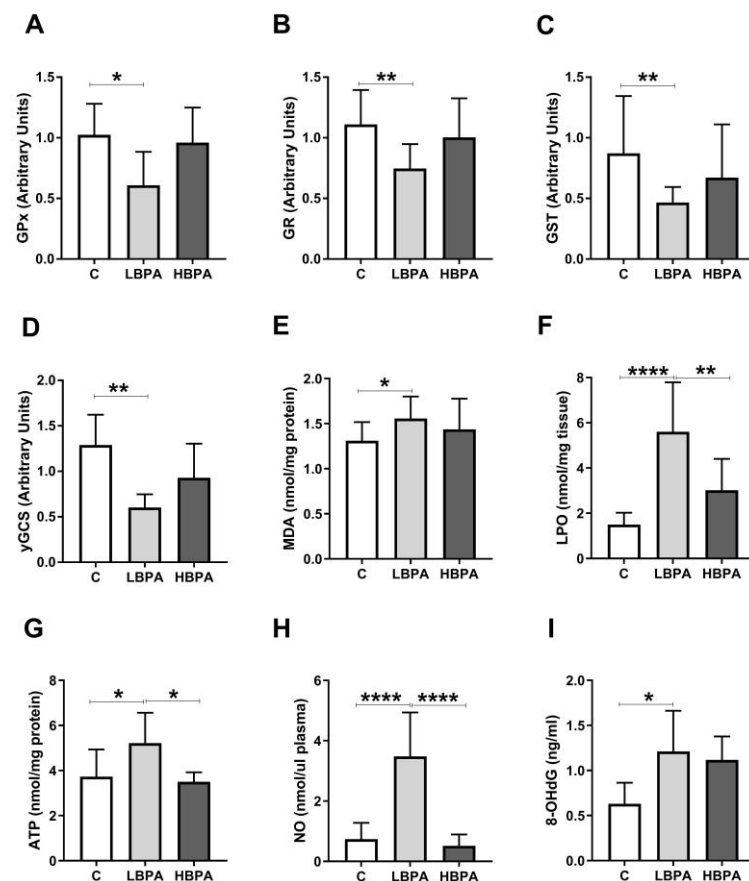 A
*
GPx (Arbitrary Units)
1.5
1.0
0.5
0.0
C LBPA HBPA
B
**
GR (Arbitrary Units)
1.5
1.0
0.5
0.0
C LBPA HBPA
C
**
GST (Arbitrary Units)
1.5
1.0
0.5
0.0
C LBPA HBPA
D
**
yGCS (Arbitrary Units)
2.0
1.5
1.0
0.5
0.0
C LBPA HBPA
E
*
MDA (nmol/mg protein)
2.0
1.5
1.0
0.5
0.0
C LBPA HBPA
F
**** **
LPO (nmol/mg tissue)
8
6
4
2
0
C LBPA HBPA
G
* *
ATP (nmol/mg protein)
8
6
4
2
0
C LBPA HBPA
H
**** ****
NO (nmol/ul plasma)
6
4
2
0
C LBPA HBPA
I
*
8-OHdG (ng/ml)
2.0
1.5
1.0
0.5
0.0
C LBPA HBPA